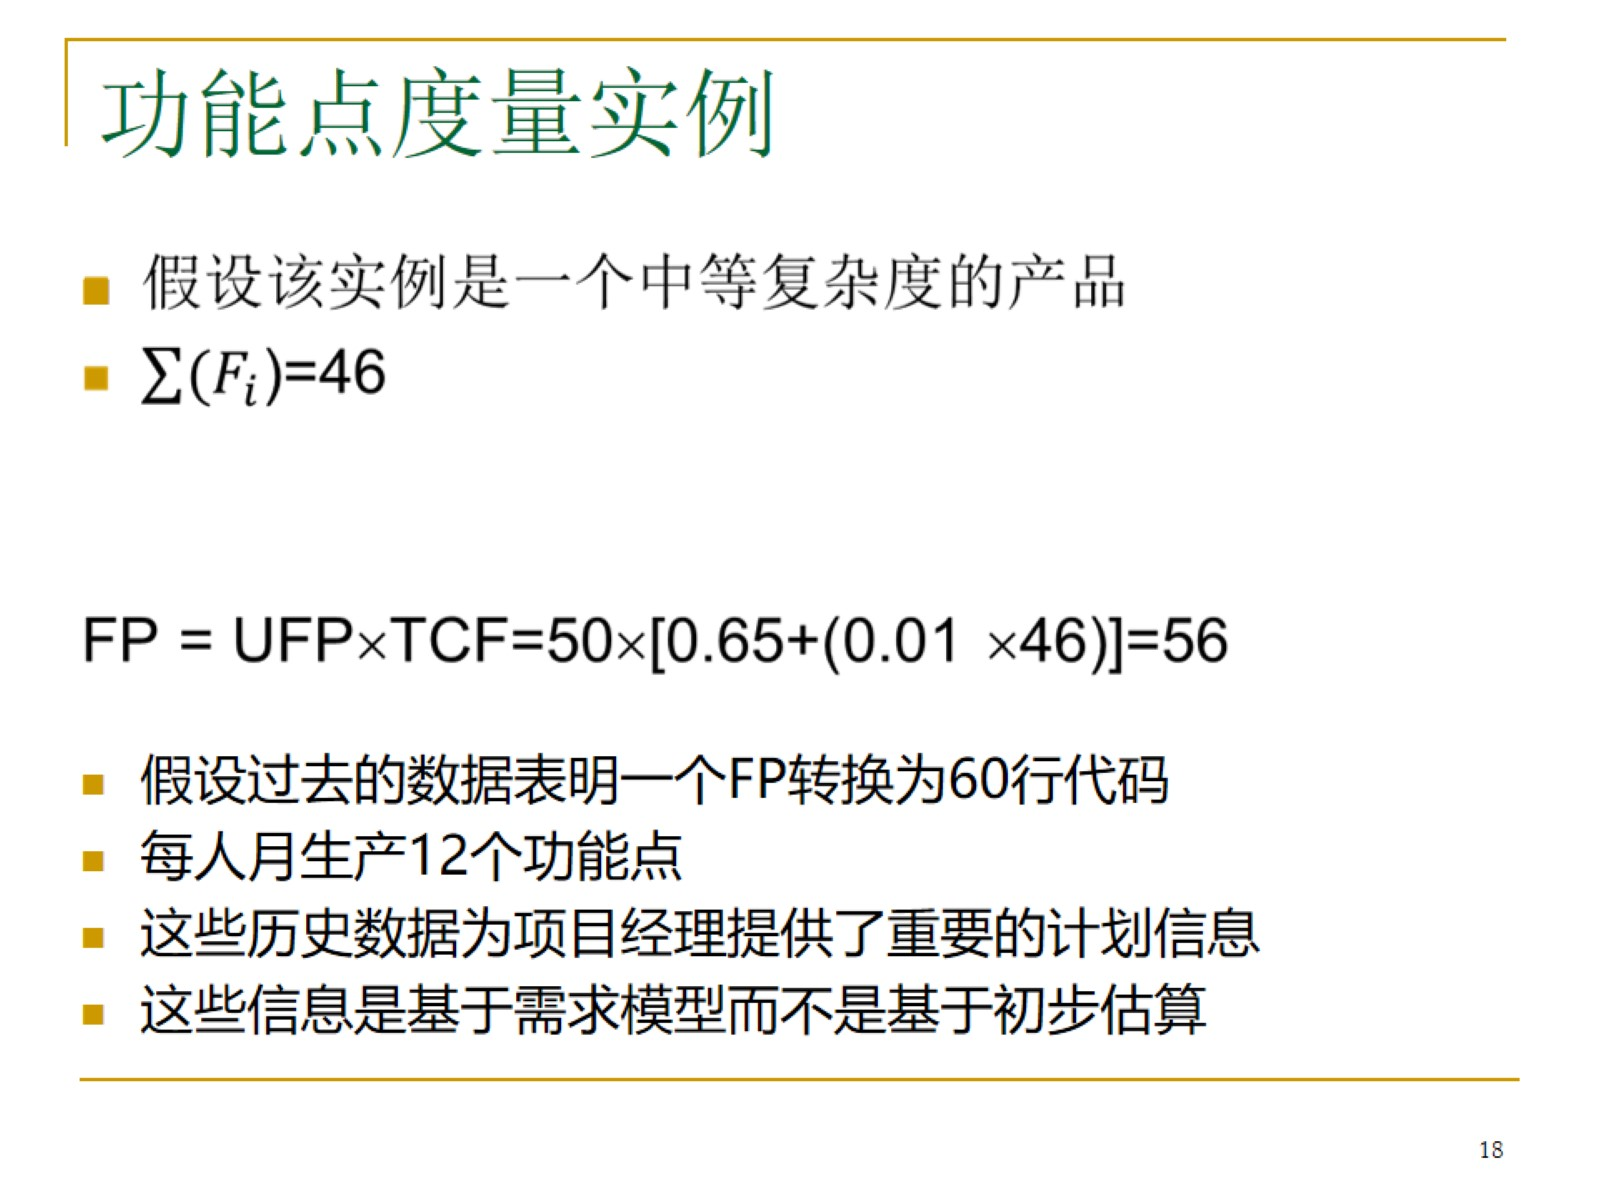 功能点度量实例
假设该实例是一个中等复杂度的产品
∑(Fᵢ)=46
FP = UFP×TCF=50×[0.65+(0.01 ×46)]=56
假设过去的数据表明一个FP转换为60行代码
每人月生产12个功能点
这些历史数据为项目经理提供了重要的计划信息
这些信息是基于需求模型而不是基于初步估算
18